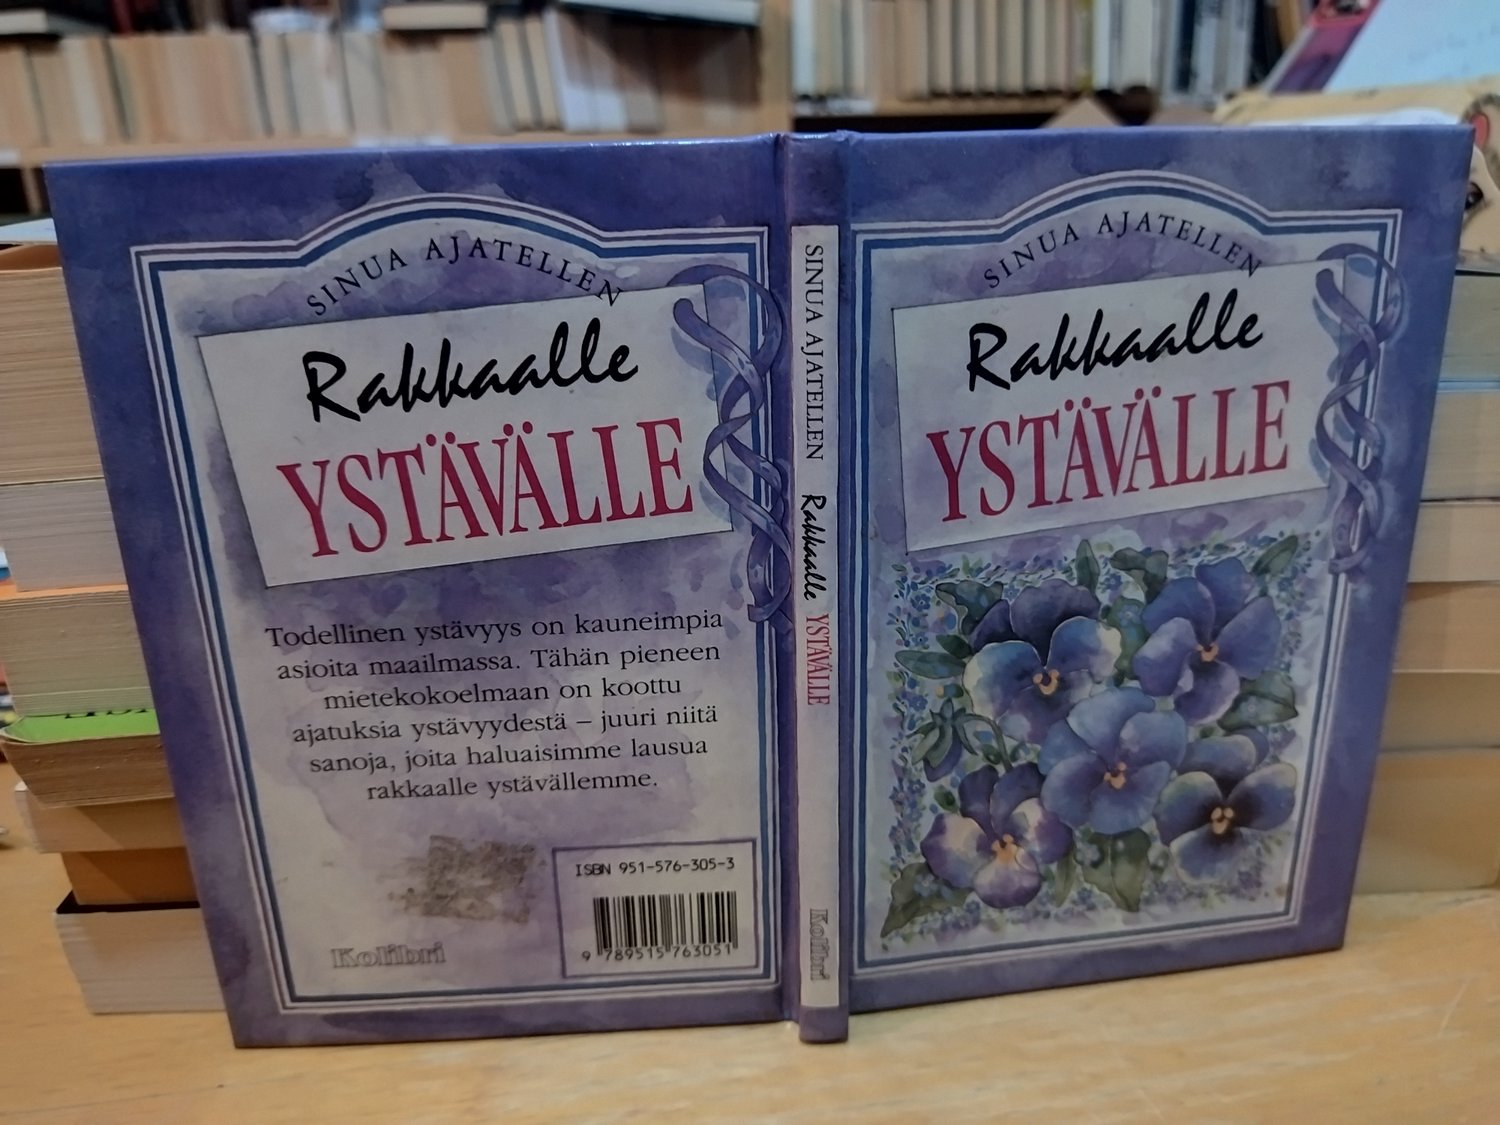 SINUA AJATELLEN
Rakkaalle
YSTÄVÄLLE
Todellinen ystävyys on kauneimpia
asioita maailmassa. Tähän pieneen
mietekokoelmaan on koottu
ajatuksia ystävyydestä – juuri niitä
sanoja, joita haluaisimme lausua
rakkaalle ystävällemme.
ISBN 951-576-305-3
9 789515 763051
Kolibri
SINUA AJATELLEN Rakkaalle YSTÄVÄLLE Kolibri
SINUA AJATELLEN
Rakkaalle
YSTÄVÄLLE